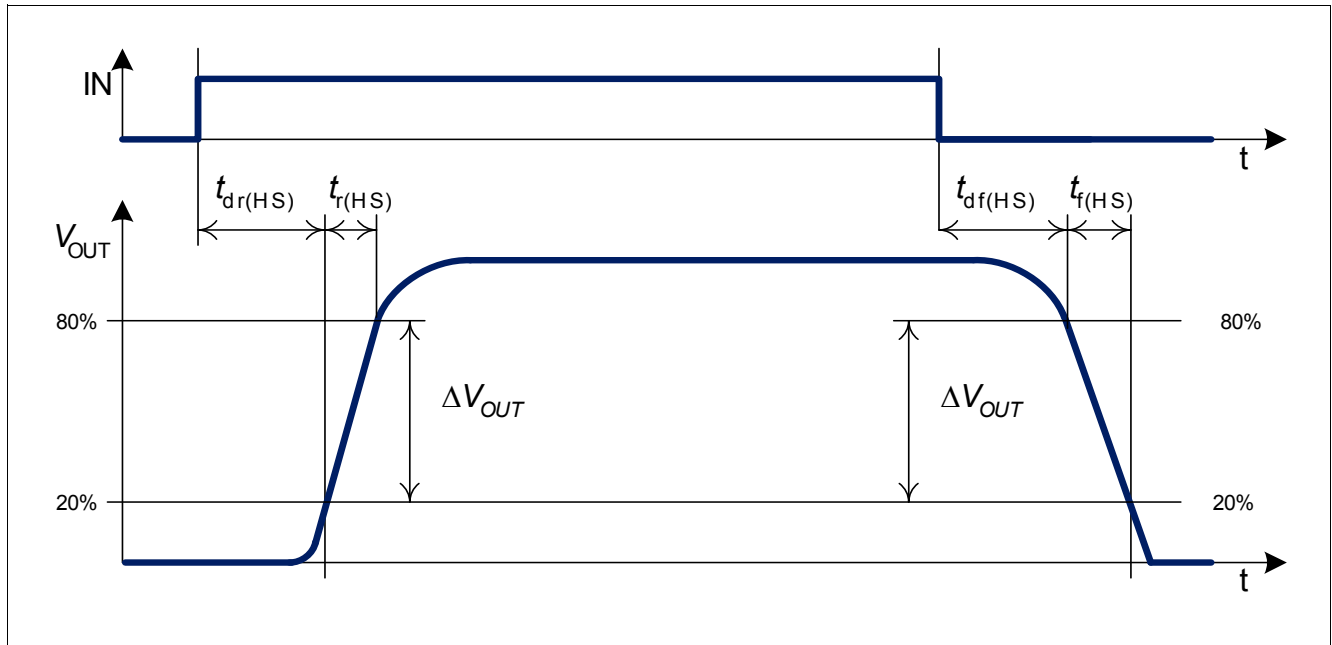 IN
t
tdr(HS) tr(HS) tdf(HS) tf(HS)
VOUT
80% 80%
ΔVOUT ΔVOUT
20% 20%
t